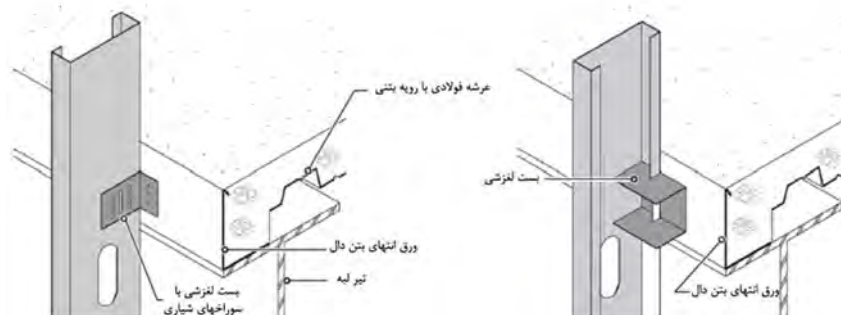 عرشه فولادی با رویه بتنی
بست لغزشی
ورق انتهای بتن دال
تیر لبه
بست لغزشی با
سوراخهای شیاری
ورق انتهای بتن دال